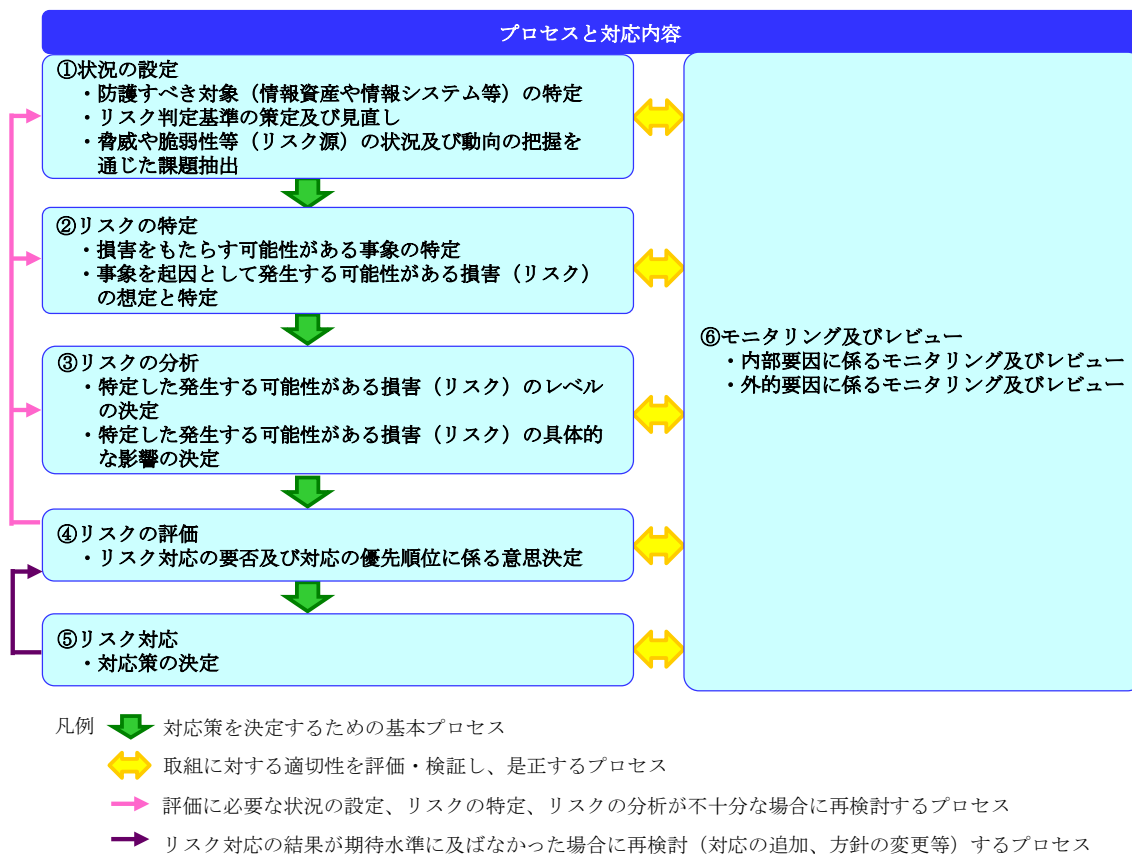 プロセスと対応内容
①状況の設定
・防護すべき対象（情報資産や情報システム等）の特定
・リスク判定基準の策定及び見直し
・脅威や脆弱性等（リスク源）の状況及び動向の把握を
通じた課題抽出
②リスクの特定
・損害をもたらす可能性がある事象の特定
・事象を起因として発生する可能性がある損害（リスク）
の想定と特定
③リスクの分析
・特定した発生する可能性がある損害（リスク）のレベル
の決定
・特定した発生する可能性がある損害（リスク）の具体的
な影響の決定
④リスクの評価
・リスク対応の要否及び対応の優先順位に係る意思決定
⑤リスク対応
・対応策の決定
⑥モニタリング及びレビュー
・内部要因に係るモニタリング及びレビュー
・外的要因に係るモニタリング及びレビュー
凡例 対応策を決定するための基本プロセス
取組に対する適切性を評価・検証し、是正するプロセス
評価に必要な状況の設定、リスクの特定、リスクの分析が不十分な場合に再検討するプロセス
リスク対応の結果が期待水準に及ばなかった場合に再検討（対応の追加、方針の変更等）するプロセス